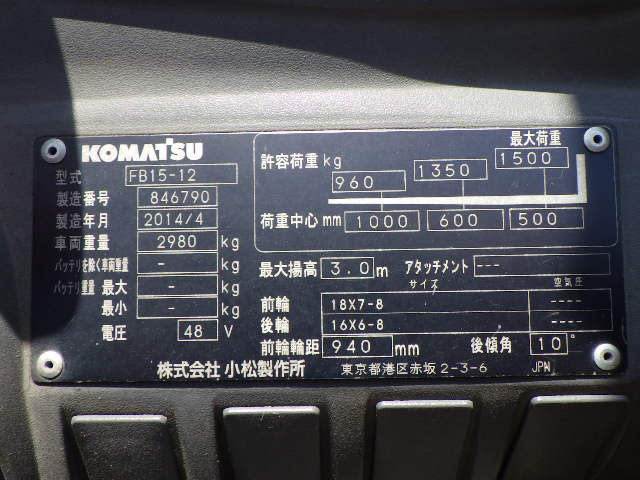 KOMATSU
型式 FB15-12
製造番号 846790
製造年月 2014/4
車両重量 2980 kg
バッテリを除く車両重量 - kg
バッテリ重量 最大 - kg
最小 - kg
電圧 48 V
最大荷重
許容荷重 kg 960 1350 1500
荷重中心 mm 1000 600 500
最大揚高 3.0 m アタッチメント ---
サイズ 空気圧
前輪 18X7-8 ----
後輪 16X6-8 ----
前輪輪距 940 mm 後傾角 10°
株式会社 小松製作所 東京都港区赤坂 2-3-6 JPN